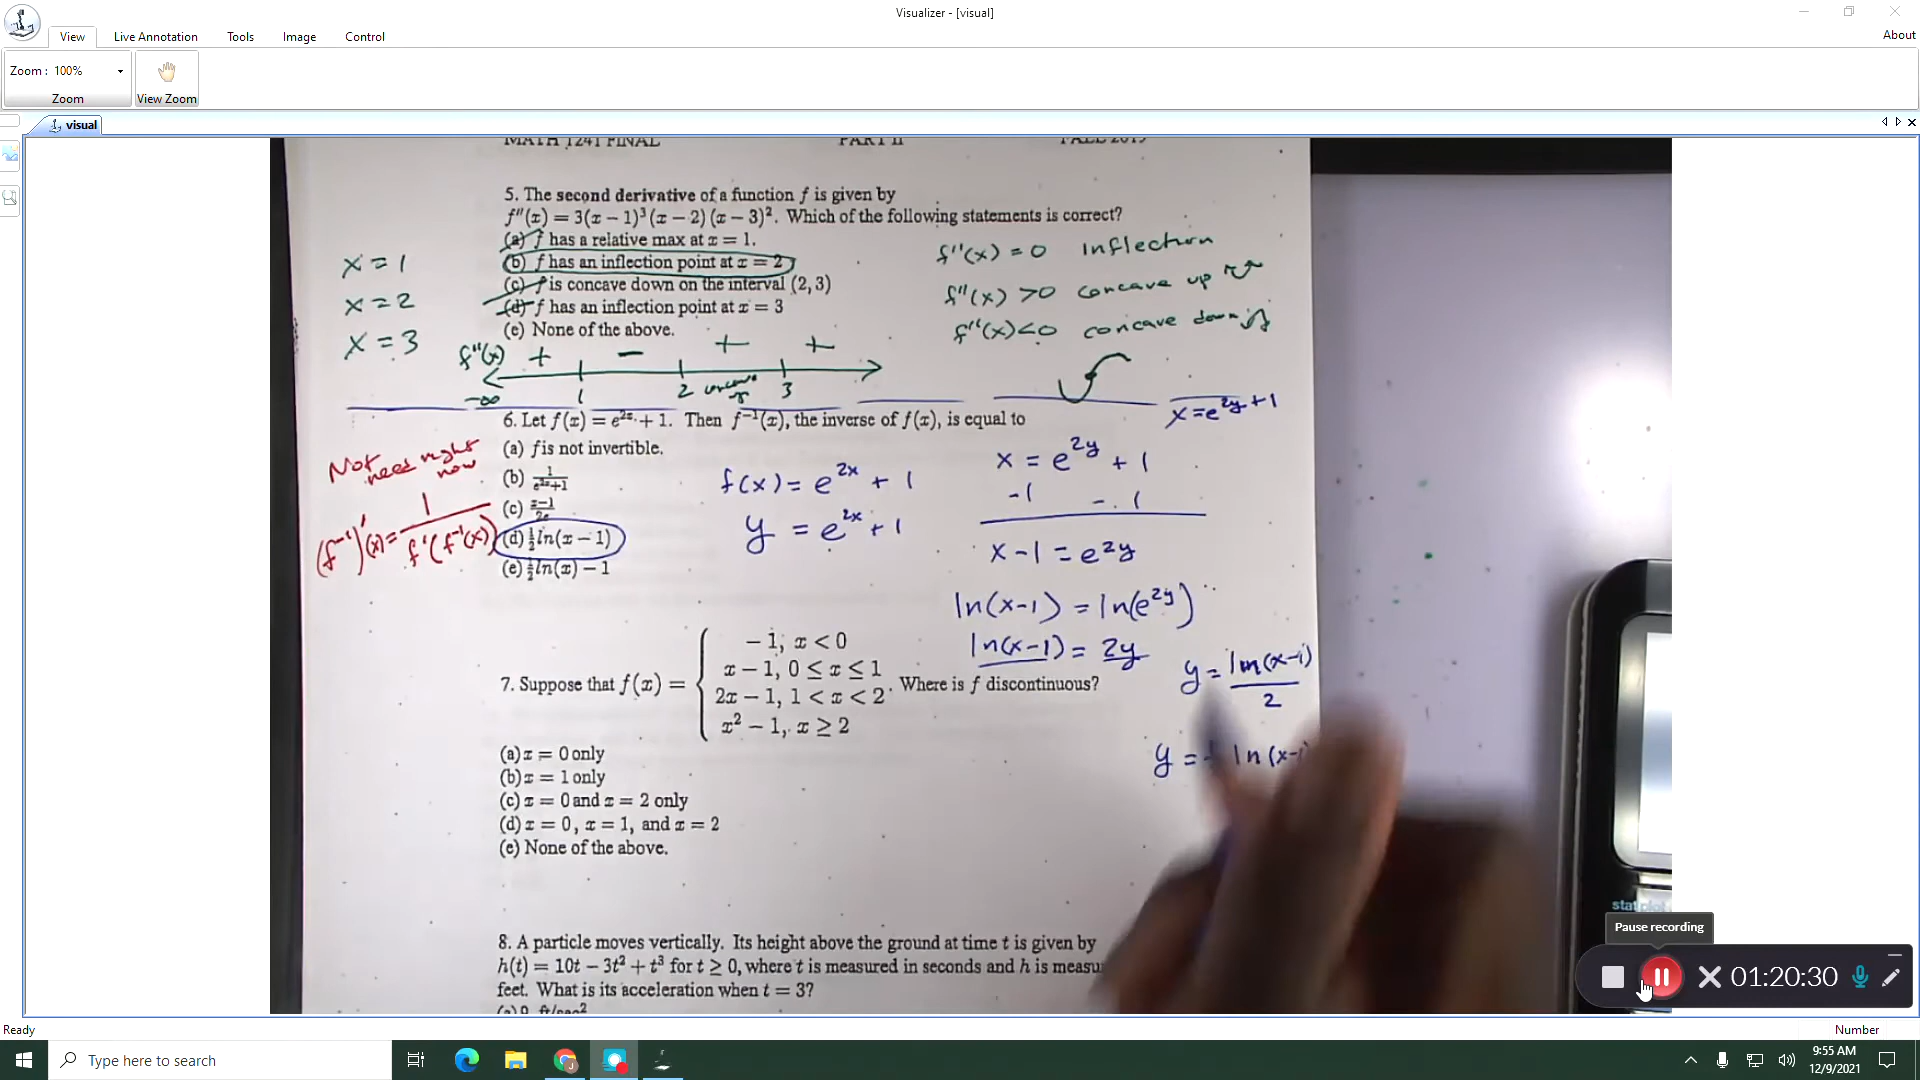 Visualizer - [visual]
View Live Annotation Tools Image Control About
Zoom : 100%
Zoom View Zoom
visual
MATH 1241 FINAL PART II FALL 2019
5. The second derivative of a function f is given by
f''(x) = 3(x − 1)³(x − 2)(x − 3)². Which of the following statements is correct?
(a) f has a relative max at x = 1.
(b) f has an inflection point at x = 2
(c) f is concave down on the interval (2, 3)
(d) f has an inflection point at x = 3
(e) None of the above.
x = 1
x = 2
x = 3
f''(x) = 0 inflection
f''(x) > 0 concave up
f''(x) < 0 concave down
f''(x) + − + +
−∞ 1 2 3
6. Let f(x) = e²ˣ + 1. Then f⁻¹(x), the inverse of f(x), is equal to
x = e^2y + 1
(a) f is not invertible.
(b) 1/(e²ˣ+1)
(c) (x−1)/2e
(d) ½ln(x − 1)
(e) ½ln(x) − 1
Not need right now
(f⁻¹)'(x) = 1/f'(f⁻¹(x))
f(x) = e^2x + 1
y = e^2x + 1
x = e^2y + 1
-1 - 1
x - 1 = e^2y
ln(x-1) = ln(e^2y)
ln(x-1) = 2y
y = ln(x-1)/2
y = ln(x-1)
7. Suppose that f(x) = { − 1, x < 0
x − 1, 0 ≤ x ≤ 1
2x − 1, 1 < x < 2
x² − 1, x ≥ 2 . Where is f discontinuous?
(a) x = 0 only
(b) x = 1 only
(c) x = 0 and x = 2 only
(d) x = 0, x = 1, and x = 2
(e) None of the above.
8. A particle moves vertically. Its height above the ground at time t is given by
h(t) = 10t − 3t² + t³ for t ≥ 0, where t is measured in seconds and h is measu
feet. What is its acceleration when t = 3?
stat plot
Pause recording
01:20:30
Ready Number
Type here to search
9:55 AM
12/9/2021